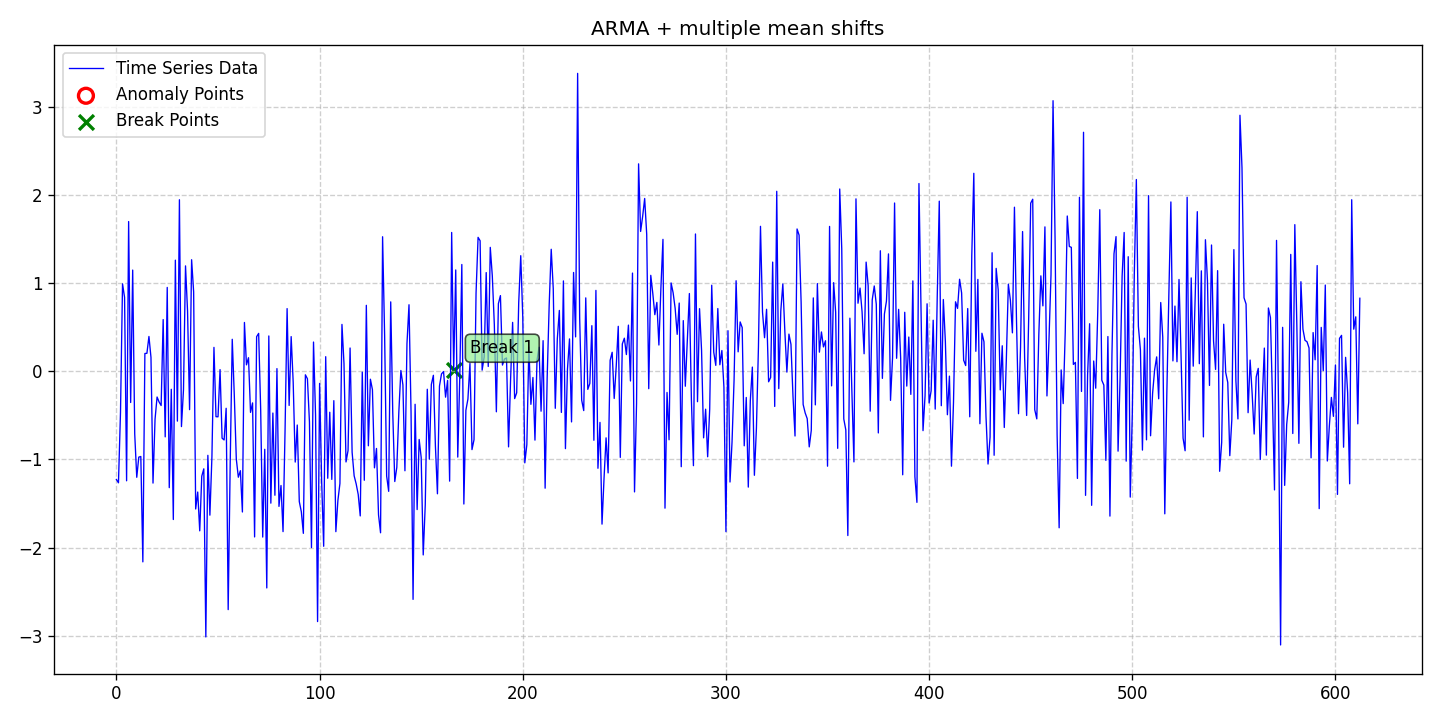 ARMA + multiple mean shifts
Time Series Data
Anomaly Points
Break Points
Break 1
3
2
1
0
−1
−2
−3
0 100 200 300 400 500 600